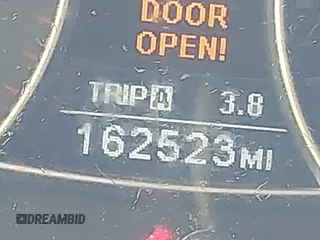 DOOR
OPEN!
TRIP A 3.8
162523 MI
DREAMBID